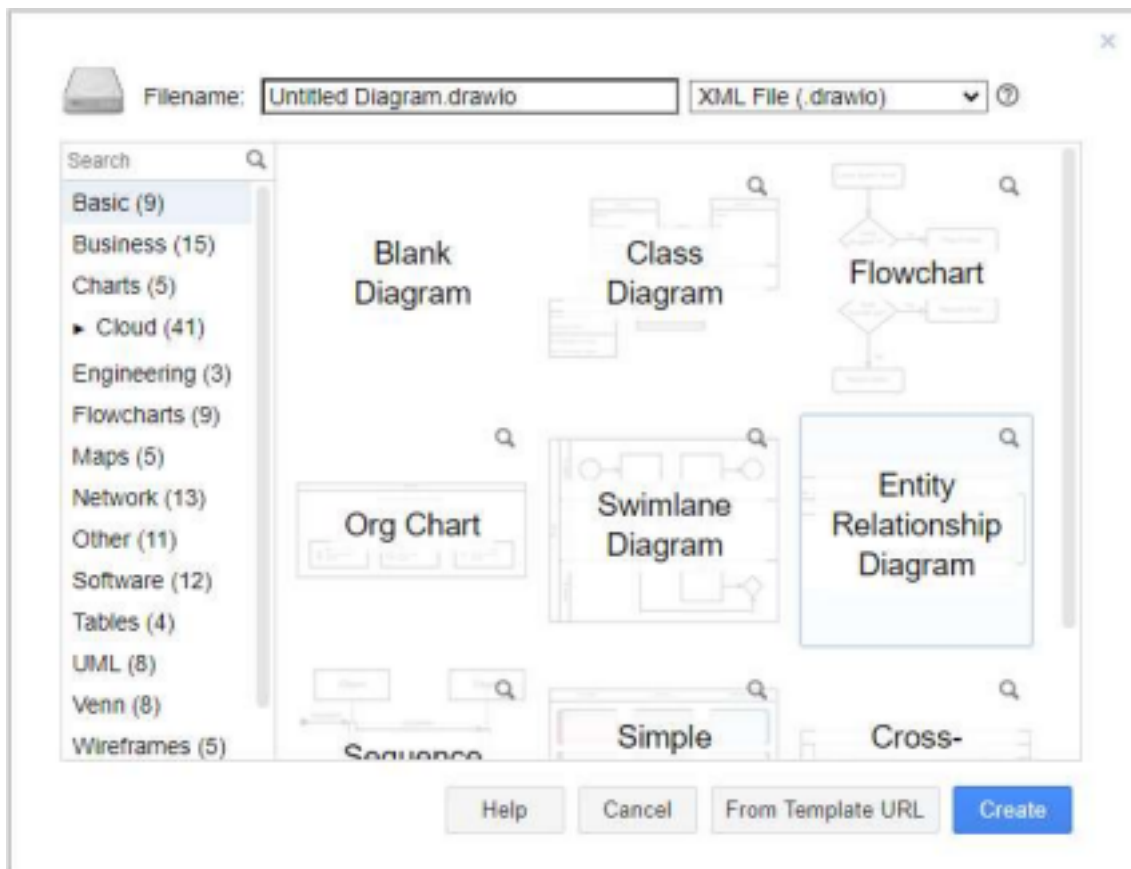 Filename: Untitled Diagram.drawio XML File (.drawio)
Search
Basic (9)
Business (15)
Charts (5)
Cloud (41)
Engineering (3)
Flowcharts (9)
Maps (5)
Network (13)
Other (11)
Software (12)
Tables (4)
UML (8)
Venn (8)
Wireframes (5)
Blank
Diagram
Class
Diagram
Flowchart
Org Chart
Swimlane
Diagram
Entity
Relationship
Diagram
Sequence
Simple
Cross-
Help Cancel From Template URL Create